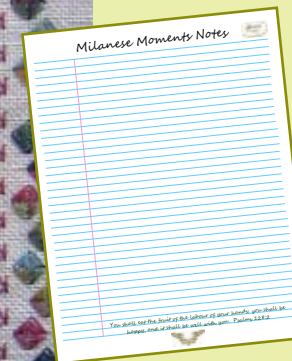 Milanese Moments Notes
You shall eat the fruit of the labour of your hands; you shall be
happy, and it shall be well with you. Psalms 128:2